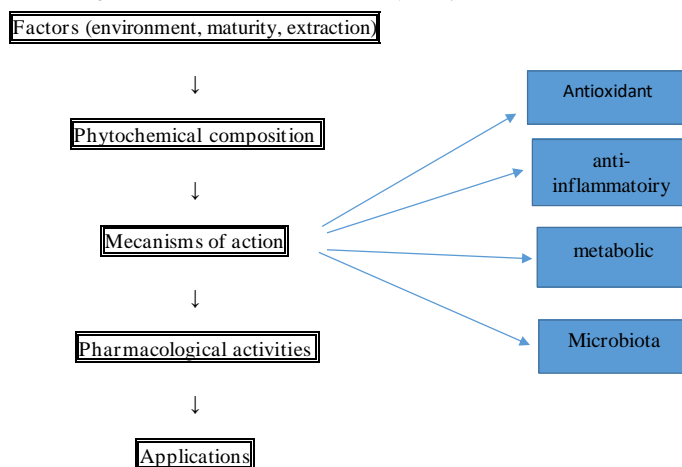 Factors (environment, maturity, extraction)
↓
Phytochemical composition
↓
Mecanisms of action
↓
Pharmacological activities
↓
Applications
Antioxidant
anti-
inflammatoiry
metabolic
Microbiota